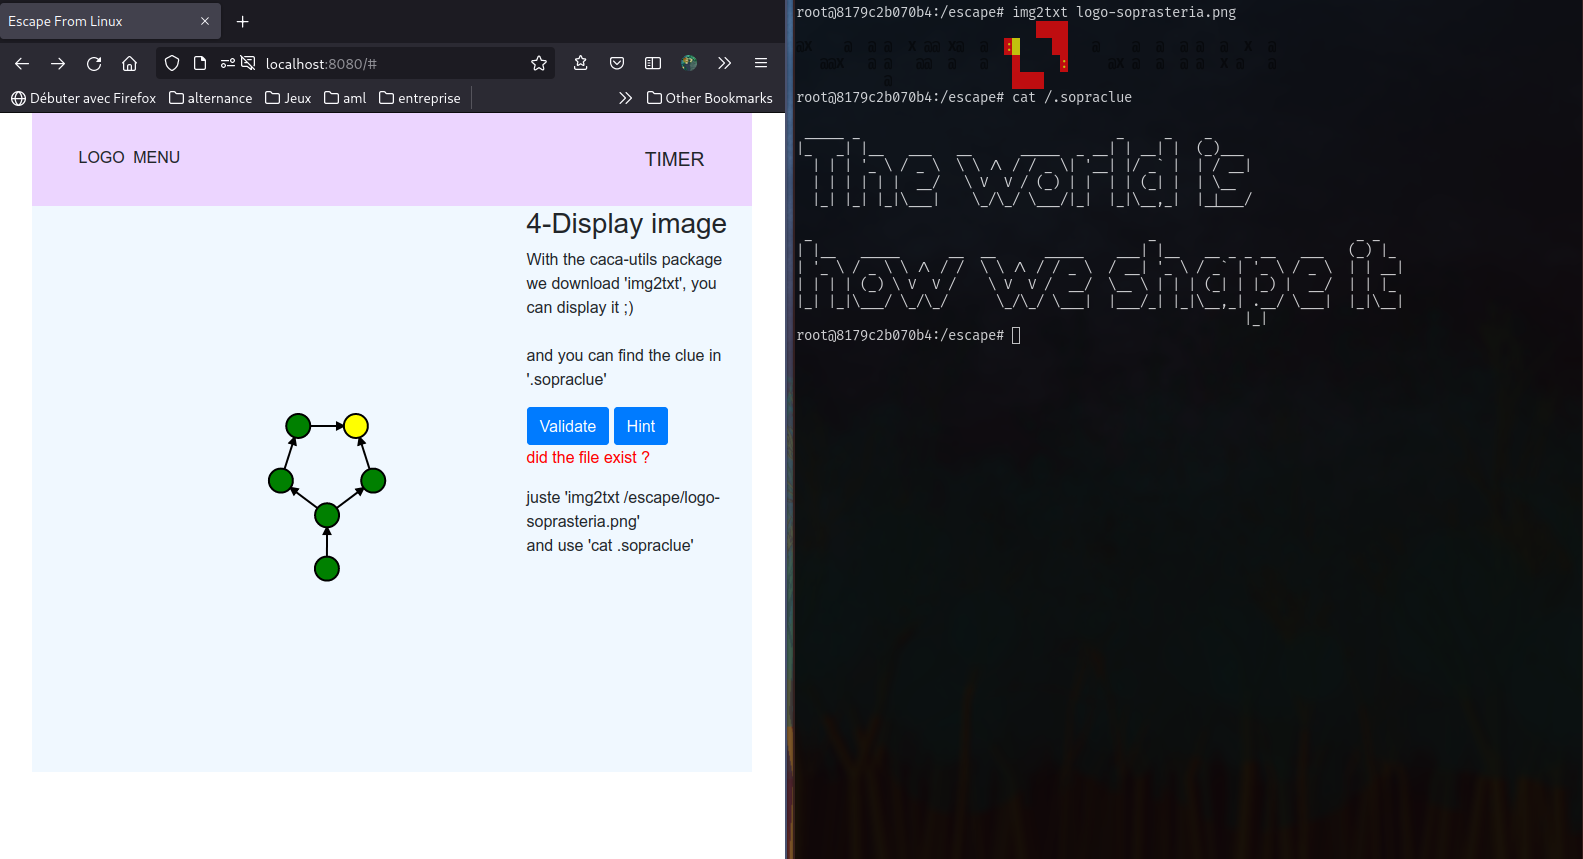 Escape From Linux
localhost:8080/#
Débuter avec Firefox
alternance
Jeux
aml
entreprise
Other Bookmarks
LOGO MENU
TIMER
4-Display image
With the caca-utils package
we download 'img2txt', you
can display it ;)
and you can find the clue in
'.sopraclue'
Validate
Hint
did the file exist ?
juste 'img2txt /escape/logo-
soprasteria.png'
and use 'cat .sopraclue'
root@8179c2b070b4:/escape# img2txt logo-soprasteria.png
root@8179c2b070b4:/escape# cat /.sopraclue
The world is
how we shape it
root@8179c2b070b4:/escape#